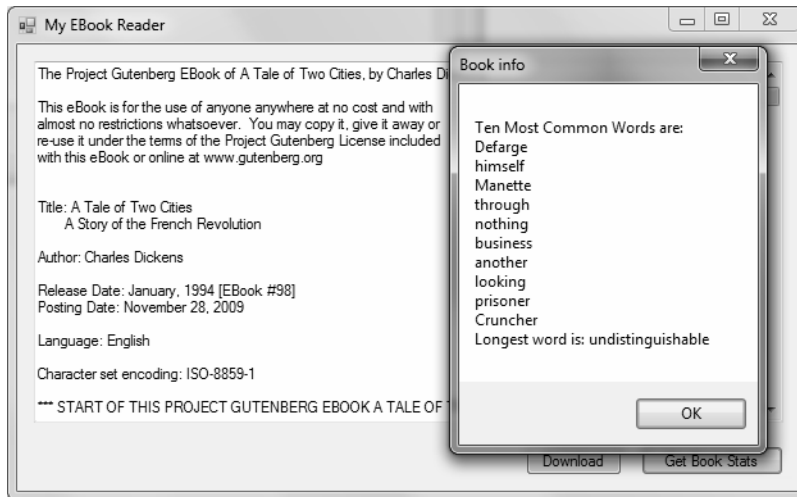 My EBook Reader
The Project Gutenberg EBook of A Tale of Two Cities, by Charles Di
This eBook is for the use of anyone anywhere at no cost and with
almost no restrictions whatsoever. You may copy it, give it away or
re-use it under the terms of the Project Gutenberg License included
with this eBook or online at www.gutenberg.org
Title: A Tale of Two Cities
A Story of the French Revolution
Author: Charles Dickens
Release Date: January, 1994 [EBook #98]
Posting Date: November 28, 2009
Language: English
Character set encoding: ISO-8859-1
*** START OF THIS PROJECT GUTENBERG EBOOK A TALE OF
Book info
Ten Most Common Words are:
Defarge
himself
Manette
through
nothing
business
another
looking
prisoner
Cruncher
Longest word is: undistinguishable
OK
Download
Get Book Stats